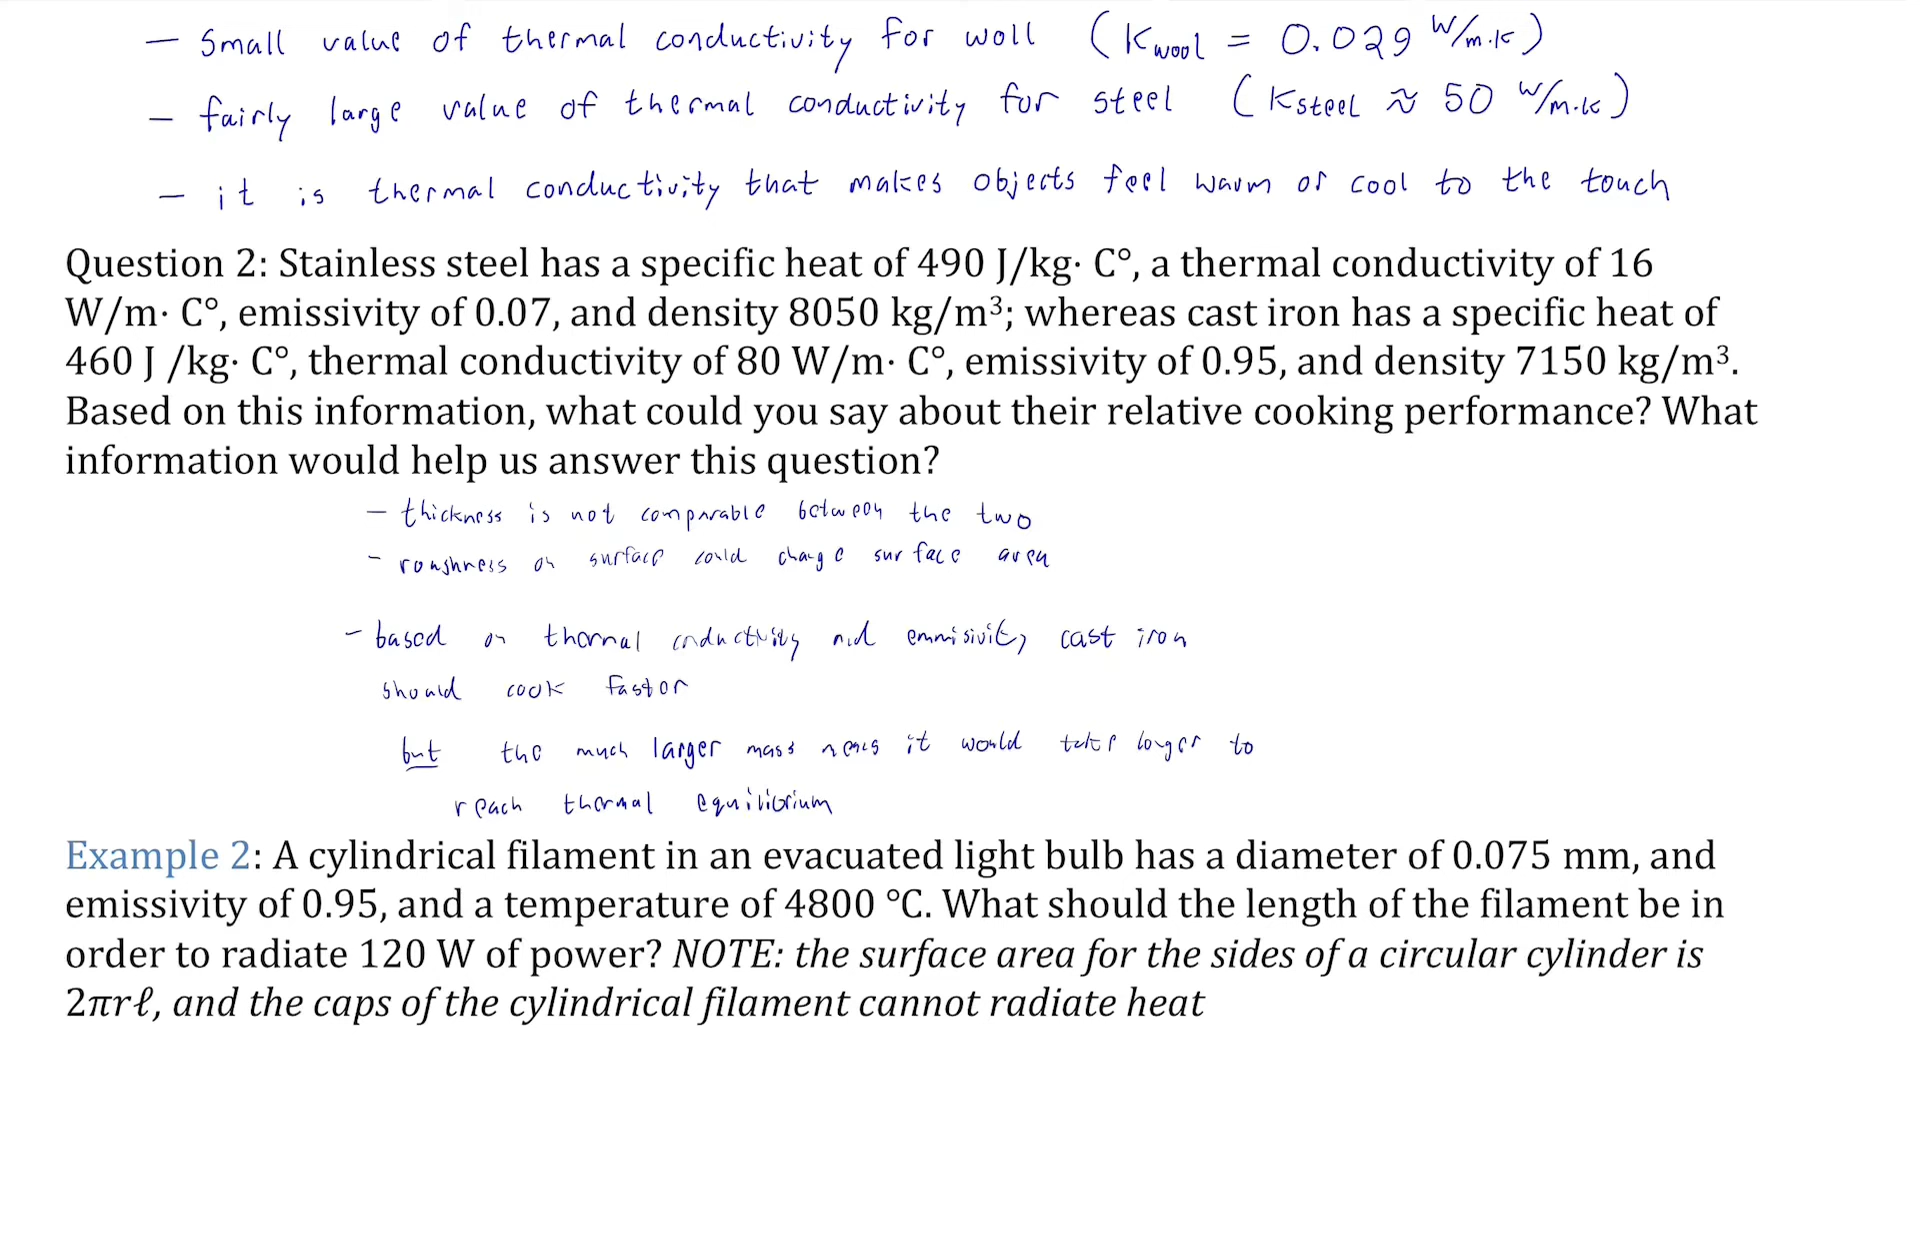 – Small value of thermal conductivity for woll (Kwool = 0.029 W/m·K)
– fairly large value of thermal conductivity for steel (Ksteel ≈ 50 W/m·K)
– it is thermal conductivity that makes objects feel warm or cool to the touch
Question 2: Stainless steel has a specific heat of 490 J/kg· C°, a thermal conductivity of 16
W/m· C°, emissivity of 0.07, and density 8050 kg/m³; whereas cast iron has a specific heat of
460 J /kg· C°, thermal conductivity of 80 W/m· C°, emissivity of 0.95, and density 7150 kg/m³.
Based on this information, what could you say about their relative cooking performance? What
information would help us answer this question?
– thickness is not comparable between the two
– roughness on surface could change surface area
– based on thermal conductivity and emmisivity cast iron
should cook faster
but the much larger mass means it would take longer to
reach thermal equilibrium
Example 2: A cylindrical filament in an evacuated light bulb has a diameter of 0.075 mm, and
emissivity of 0.95, and a temperature of 4800 °C. What should the length of the filament be in
order to radiate 120 W of power? NOTE: the surface area for the sides of a circular cylinder is
2πrℓ, and the caps of the cylindrical filament cannot radiate heat